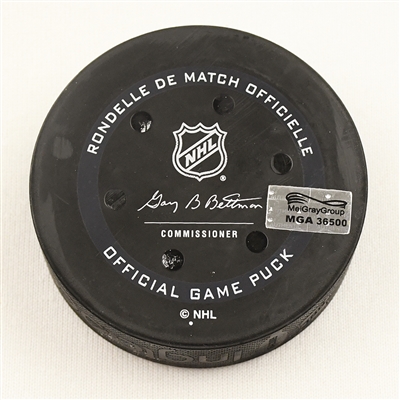 RONDELLE DE MATCH OFFICIELLE
NHL
®
Gary B Bettman
COMMISSIONER
MeiGrayGroup
MGA 36500
OFFICIAL GAME PUCK
© NHL